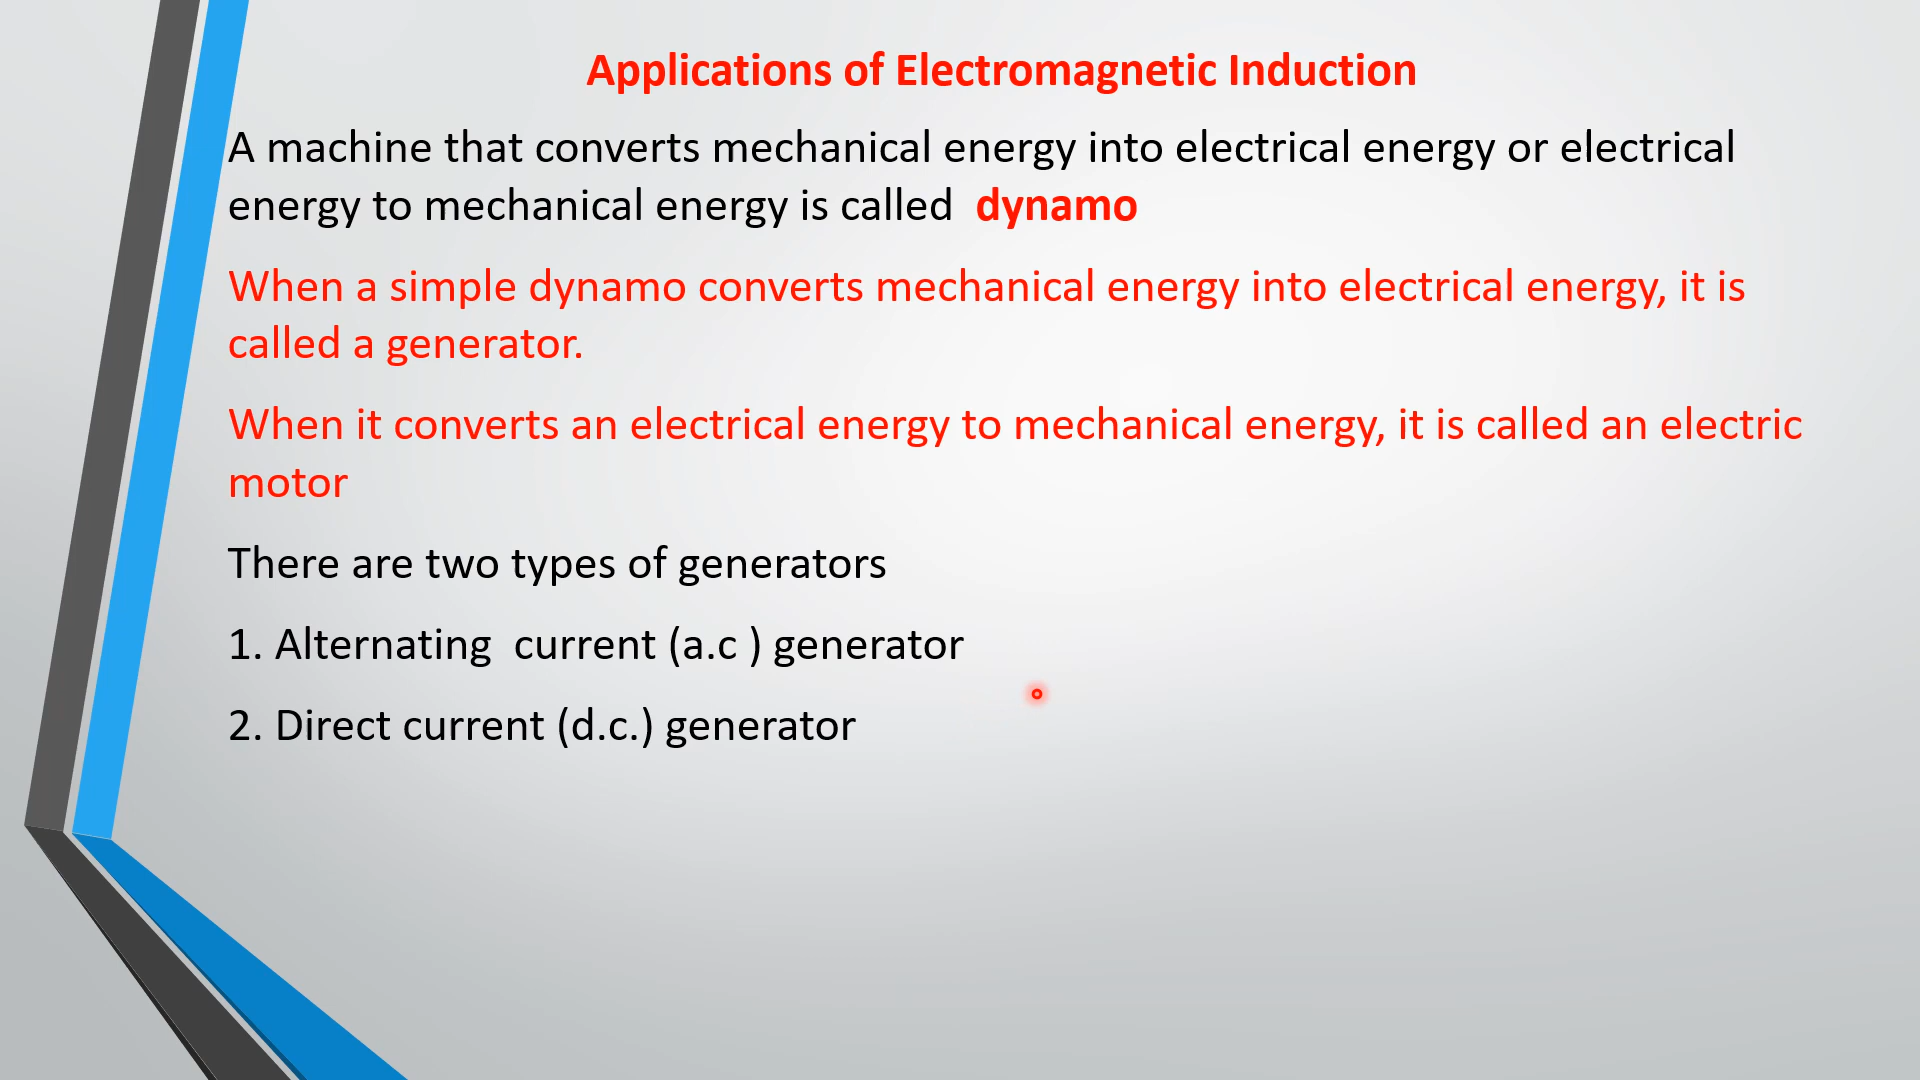 Applications of Electromagnetic Induction
A machine that converts mechanical energy into electrical energy or electrical
energy to mechanical energy is called  dynamo
When a simple dynamo converts mechanical energy into electrical energy, it is
called a generator.
When it converts an electrical energy to mechanical energy, it is called an electric
motor
There are two types of generators
1. Alternating  current (a.c ) generator
2. Direct current (d.c.) generator